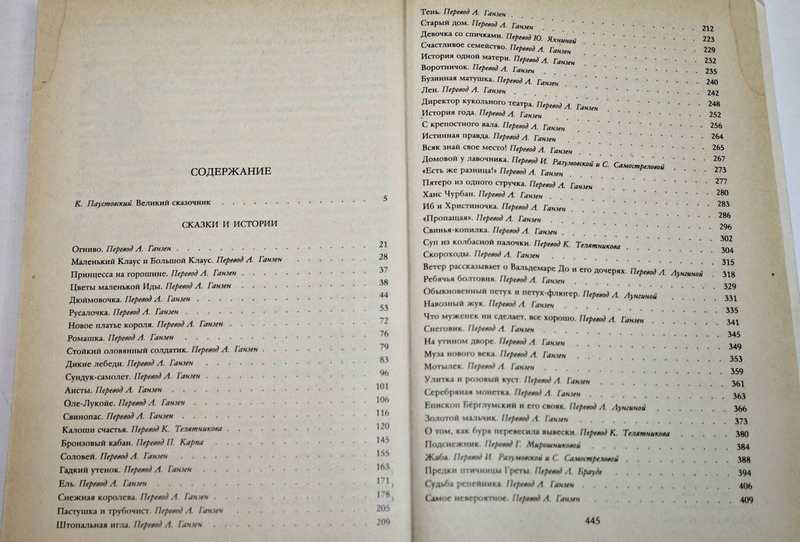 СОДЕРЖАНИЕ
К. Паустовский Великий сказочник . . . . . . . . . . 5
СКАЗКИ И ИСТОРИИ
Огниво. Перевод А. Ганзен 21
Маленький Клаус и Большой Клаус. Перевод А. Ганзен 28
Принцесса на горошине. Перевод А. Ганзен 37
Цветы маленькой Иды. Перевод А. Ганзен 38
Дюймовочка. Перевод А. Ганзен 44
Русалочка. Перевод А. Ганзен 53
Новое платье короля. Перевод А. Ганзен 72
Ромашка. Перевод А. Ганзен 76
Стойкий оловянный солдатик. Перевод А. Ганзен 79
Дикие лебеди. Перевод А. Ганзен 83
Сундук-самолет. Перевод А. Ганзен 96
Аисты. Перевод А. Ганзен 101
Оле-Лукойе. Перевод А. Ганзен 106
Свинопас. Перевод А. Ганзен 116
Калоши счастья. Перевод К. Телятникова 120
Бронзовый кабан. Перевод П. Карпа 145
Соловей. Перевод А. Ганзен 155
Гадкий утенок. Перевод А. Ганзен 163
Ель. Перевод А. Ганзен 171
Снежная королева. Перевод А. Ганзен 178
Пастушка и трубочист. Перевод А. Ганзен 205
Штопальная игла. Перевод А. Ганзен 209
Тень. Перевод А. Ганзен 212
Старый дом. Перевод А. Ганзен 223
Девочка со спичками. Перевод Ю. Яхниной 229
Счастливое семейство. Перевод А. Ганзен 232
История одной матери. Перевод А. Ганзен 235
Воротничок. Перевод А. Ганзен 240
Бузинная матушка. Перевод А. Ганзен 242
Лен. Перевод А. Ганзен 248
Директор кукольного театра. Перевод А. Ганзен 252
История года. Перевод А. Ганзен 256
С крепостного вала. Перевод А. Ганзен 264
Истинная правда. Перевод А. Ганзен 265
Всяк знай свое место! Перевод А. Ганзен 267
Домовой у лавочника. Перевод И. Разумовской и С. Самостреловой 273
«Есть же разница!» Перевод А. Ганзен 277
Пятеро из одного стручка. Перевод А. Ганзен 280
Ханс Чурбан. Перевод А. Ганзен 283
Иб и Христиночка. Перевод А. Ганзен 286
«Пропащая». Перевод А. Ганзен 296
Свинья-копилка. Перевод А. Ганзен 302
Суп из колбасной палочки. Перевод К. Телятникова 304
Скороходы. Перевод А. Ганзен 315
Ветер рассказывает о Вальдемаре До и его дочерях. Перевод Л. Лунгиной 318
Ребячья болтовня. Перевод А. Ганзен 329
Обыкновенный петух и петух-флюгер. Перевод Л. Лунгиной 331
Навозный жук. Перевод А. Ганзен 335
Что муженек ни сделает, все хорошо. Перевод А. Ганзен 341
Снеговик. Перевод А. Ганзен 345
На утином дворе. Перевод А. Ганзен 349
Муза нового века. Перевод А. Ганзен 353
Мотылек. Перевод А. Ганзен 359
Улитка и розовый куст. Перевод А. Ганзен 361
Серебряная монетка. Перевод А. Ганзен 363
Епископ Бёрглумский и его свояк. Перевод Л. Лунгиной 366
Золотой мальчик. Перевод А. Ганзен 373
О том, как буря перевесила вывески. Перевод К. Телятникова 380
Подснежник. Перевод Г. Мирошниковой 384
Жаба. Перевод И. Разумовской и С. Самостреловой 388
Предки птичницы Греты. Перевод Л. Брауде 394
Судьба репейника. Перевод А. Ганзен 406
Самое невероятное. Перевод А. Ганзен 409
445